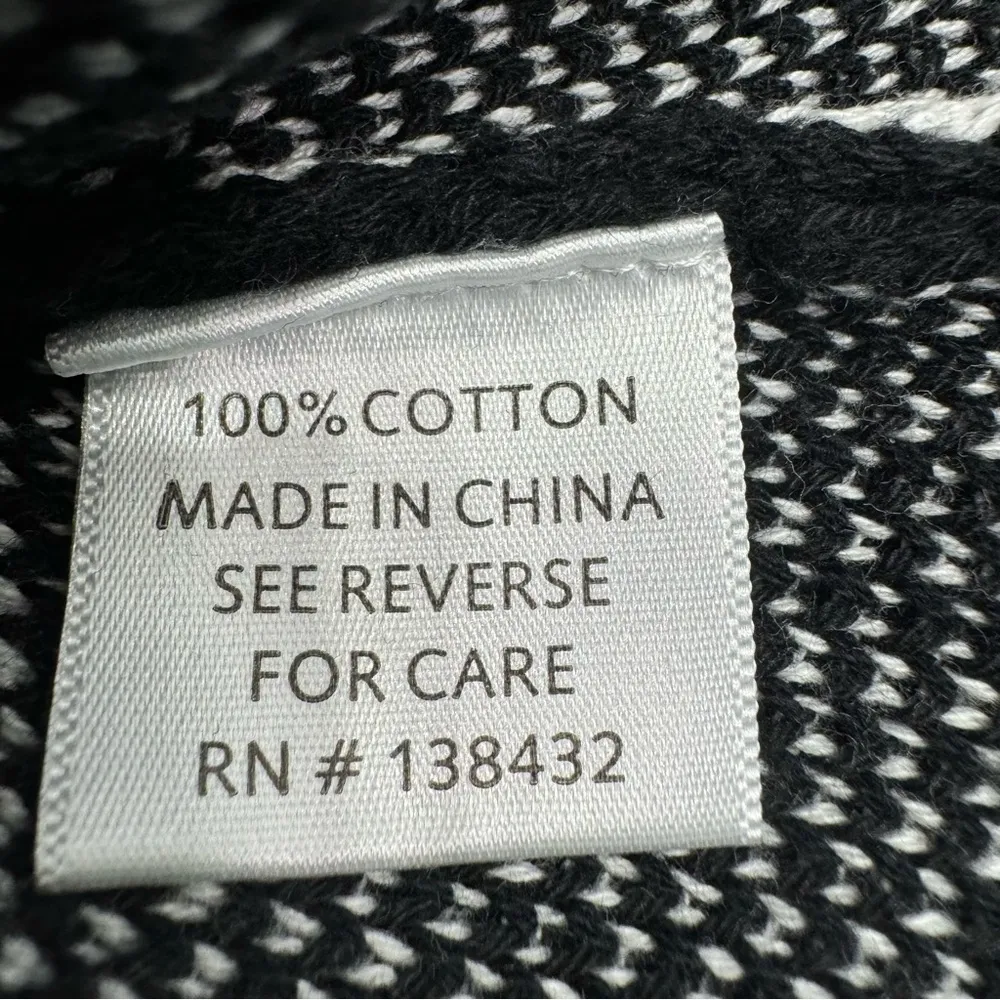 100% COTTON
MADE IN CHINA
SEE REVERSE
FOR CARE
RN # 138432